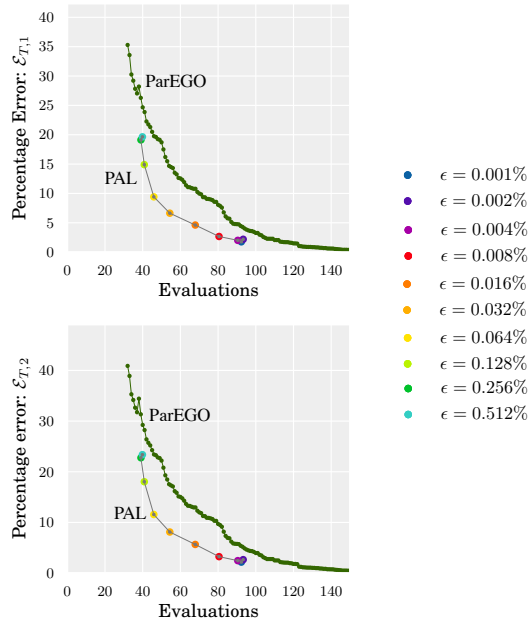 Percentage Error: ℰ_{T,1}
40
35
30
25
20
15
10
5
0
ParEGO
PAL
0 20 40 60 80 100 120 140
Evaluations
Percentage error: ℰ_{T,2}
40
30
20
10
0
ParEGO
PAL
0 20 40 60 80 100 120 140
Evaluations
ϵ = 0.001%
ϵ = 0.002%
ϵ = 0.004%
ϵ = 0.008%
ϵ = 0.016%
ϵ = 0.032%
ϵ = 0.064%
ϵ = 0.128%
ϵ = 0.256%
ϵ = 0.512%